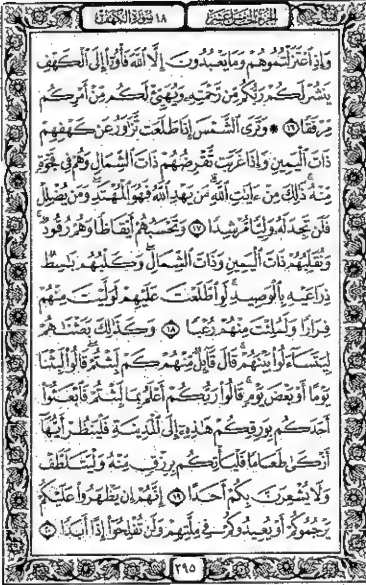 الجزء الخامس عشر
١٨ سورة الكهف
وَإِذِ ٱعْتَزَلْتُمُوهُمْ وَمَا يَعْبُدُونَ إِلَّا ٱللَّهَ فَأْوُۥٓا۟ إِلَى ٱلْكَهْفِ
يَنشُرْ لَكُمْ رَبُّكُم مِّن رَّحْمَتِهِۦ وَيُهَيِّئْ لَكُم مِّنْ أَمْرِكُم
مِّرْفَقًا ١٦ ۞ وَتَرَى ٱلشَّمْسَ إِذَا طَلَعَت تَّزَٰوَرُ عَن كَهْفِهِمْ
ذَاتَ ٱلْيَمِينِ وَإِذَا غَرَبَت تَّقْرِضُهُمْ ذَاتَ ٱلشِّمَالِ وَهُمْ فِى فَجْوَةٍ
مِّنْهُ ۚ ذَٰلِكَ مِنْ ءَايَٰتِ ٱللَّهِ ۗ مَن يَهْدِ ٱللَّهُ فَهُوَ ٱلْمُهْتَدِ ۖ وَمَن يُضْلِلْ
فَلَن تَجِدَ لَهُۥ وَلِيًّا مُّرْشِدًا ١٧ وَتَحْسَبُهُمْ أَيْقَاظًا وَهُمْ رُقُودٌ ۚ
وَنُقَلِّبُهُمْ ذَاتَ ٱلْيَمِينِ وَذَاتَ ٱلشِّمَالِ ۖ وَكَلْبُهُم بَٰسِطٌ
ذِرَاعَيْهِ بِٱلْوَصِيدِ ۚ لَوِ ٱطَّلَعْتَ عَلَيْهِمْ لَوَلَّيْتَ مِنْهُمْ
فِرَارًا وَلَمُلِئْتَ مِنْهُمْ رُعْبًا ١٨ وَكَذَٰلِكَ بَعَثْنَٰهُمْ
لِيَتَسَآءَلُوا۟ بَيْنَهُمْ ۚ قَالَ قَآئِلٌ مِّنْهُمْ كَمْ لَبِثْتُمْ ۖ قَالُوا۟ لَبِثْنَا
يَوْمًا أَوْ بَعْضَ يَوْمٍ ۚ قَالُوا۟ رَبُّكُمْ أَعْلَمُ بِمَا لَبِثْتُمْ فَٱبْعَثُوٓا۟
أَحَدَكُم بِوَرِقِكُمْ هَٰذِهِۦٓ إِلَى ٱلْمَدِينَةِ فَلْيَنظُرْ أَيُّهَآ
أَزْكَىٰ طَعَامًا فَلْيَأْتِكُم بِرِزْقٍ مِّنْهُ وَلْيَتَلَطَّفْ
وَلَا يُشْعِرَنَّ بِكُمْ أَحَدًا ١٩ إِنَّهُمْ إِن يَظْهَرُوا۟ عَلَيْكُمْ
يَرْجُمُوكُمْ أَوْ يُعِيدُوكُمْ فِى مِلَّتِهِمْ وَلَن تُفْلِحُوٓا۟ إِذًا أَبَدًا ٢٠
٢٩٥